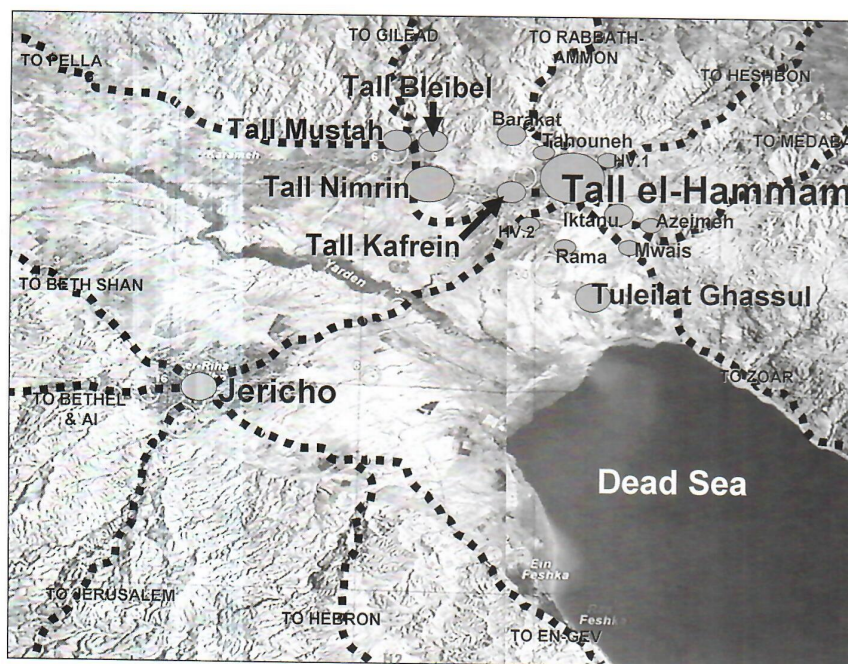 TO GILEAD
TO RABBATH-
AMMON
TO PELLA
TO HESHBON
Tall Bleibel
Barakat
Tall Mustah
Tahouneh
TO MEDABA
HV.1
Tall Nimrin
Tall el-Hammam
Iktanu
Azeimeh
Tall Kafrein
HV.2
Rama
Mwais
TO BETH SHAN
Yarden
Tuleilat Ghassul
Jericho
TO ZOAR
TO BETHEL
& AI
Dead Sea
Ein
Feshka
TO JERUSALEM
TO HEBRON
Feshka
TO EN-GEV